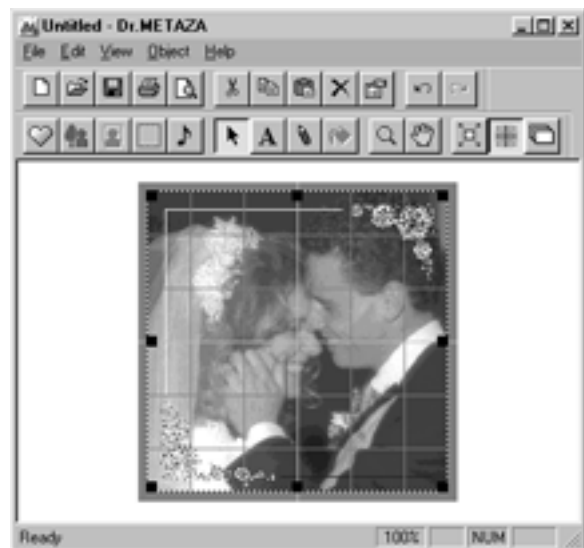 Untitled - Dr.METAZA
File Edit View Object Help
A
Ready 100% NUM